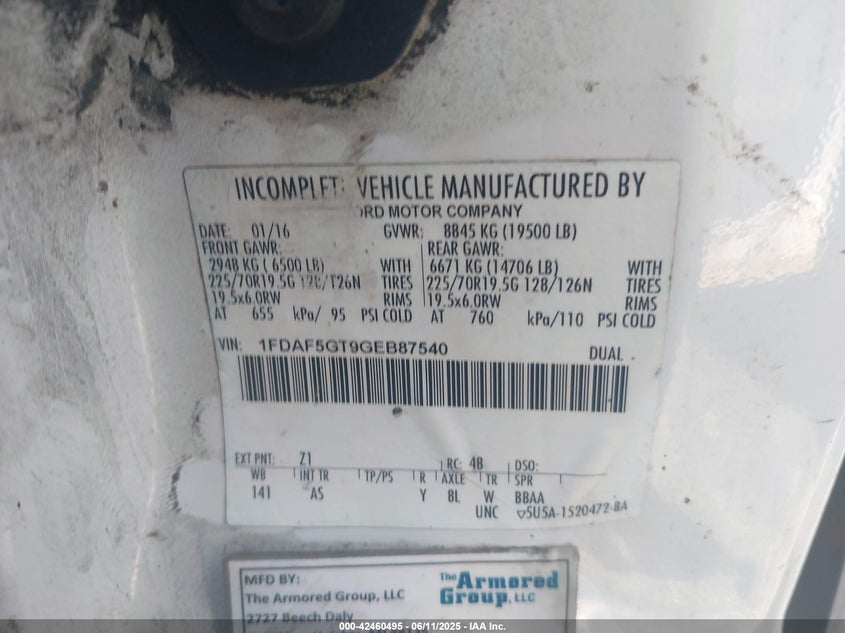 INCOMPLET VEHICLE MANUFACTURED BY
ORD MOTOR COMPANY
DATE: 01/16 GVWR: 8845 KG (19500 LB)
FRONT GAWR: REAR GAWR:
2948 KG ( 6500 LB) WITH 6671 KG (14706 LB) WITH
225/70R19.5G 128/126N TIRES 225/70R19.5G 128/126N TIRES
19.5x6.0RW RIMS 19.5x6.0RW RIMS
AT 655 kPa/ 95 PSI COLD AT 760 kPa/110 PSI COLD
VIN: 1FDAF5GT9GEB87540 DUAL
EXT PNT: Z1 RC: 48 DSO:
WB INT TR TP/PS R AXLE TR SPR
141 AS Y 8L W BBAA
UNC ▽5U5A-1520472-BA
MFD BY: The Armored
The Armored Group, LLC Group, LLC
2727 Beech Daly
000-42460495 - 06/11/2025 - IAA Inc.